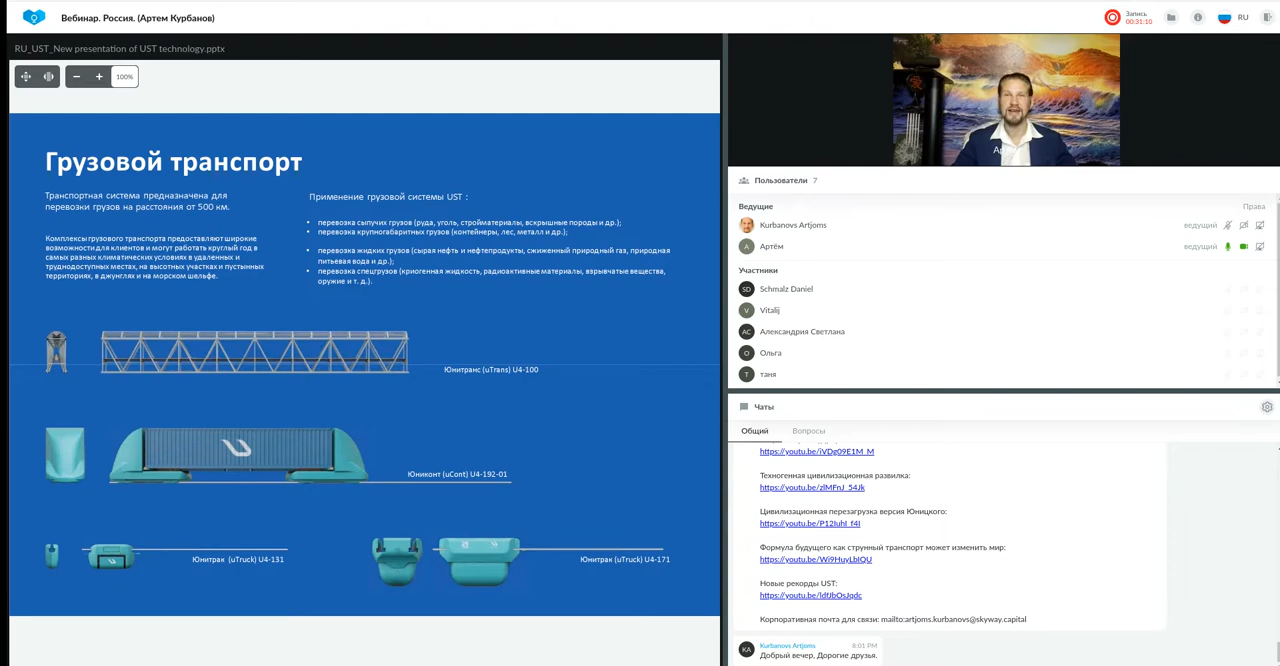 Вебинар. Россия. (Артем Курбанов)
Запись
00:31:10
RU
RU_UST_New presentation of UST technology.pptx
100%
Грузовой транспорт
Транспортная система предназначена для
перевозки грузов на расстояния от 500 км.
Комплексы грузового транспорта предоставляют широкие
возможности для клиентов и могут работать круглый год в
самых разных климатических условиях в удаленных и
труднодоступных местах, на высотных участках и пустынных
территориях, в джунглях и на морском шельфе.
Применение грузовой системы UST :
• перевозка сыпучих грузов (руда, уголь, стройматериалы, вскрышные породы и др.);
• перевозка крупногабаритных грузов (контейнеры, лес, металл и др.);
• перевозка жидких грузов (сырая нефть и нефтепродукты, сжиженный природный газ, природная
питьевая вода и др.);
• перевозка спецгрузов (криогенная жидкость, радиоактивные материалы, взрывчатые вещества,
оружие и т. д.).
Юнитранс (uTrans) U4-100
Юниконт (uCont) U4-192-01
Юнитрак (uTruck) U4-131
Юнитрак (uTruck) U4-171
Пользователи 7
Ведущие
Права
Kurbanovs Artjoms
ведущий
A
Артём
ведущий
Участники
SD
Schmalz Daniel
V
Vitalij
АС
Александрия Светлана
О
Ольга
Т
таня
Чаты
Общий
Вопросы
https://youtu.be/iVDg09E1M_M
Техногенная цивилизационная развилка:
https://youtu.be/zlMFnJ_54Jk
Цивилизационная перезагрузка версия Юницкого:
https://youtu.be/P12Iuhl_f4I
Формула будущего как струнный транспорт может изменить мир:
https://youtu.be/Wi9HuyLbIQU
Новые рекорды UST:
https://youtu.be/ldfJbOsJqdc
Корпоративная почта для связи: mailto:artjoms.kurbanovs@skyway.capital
KA
Kurbanovs Artjoms
8:01 PM
Добрый вечер, Дорогие друзья.